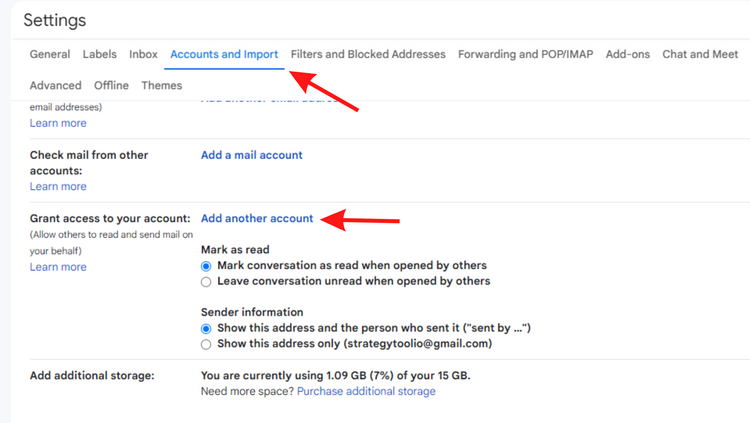 Settings
General Labels Inbox Accounts and Import Filters and Blocked Addresses Forwarding and POP/IMAP Add-ons Chat and Meet
Advanced Offline Themes
email addresses) Add another email address
Learn more
Check mail from other Add a mail account
accounts:
Learn more
Grant access to your account: Add another account
(Allow others to read and send mail on
your behalf)
Learn more
Mark as read
Mark conversation as read when opened by others
Leave conversation unread when opened by others
Sender information
Show this address and the person who sent it ("sent by ...")
Show this address only (strategytoolio@gmail.com)
Add additional storage: You are currently using 1.09 GB (7%) of your 15 GB.
Need more space? Purchase additional storage